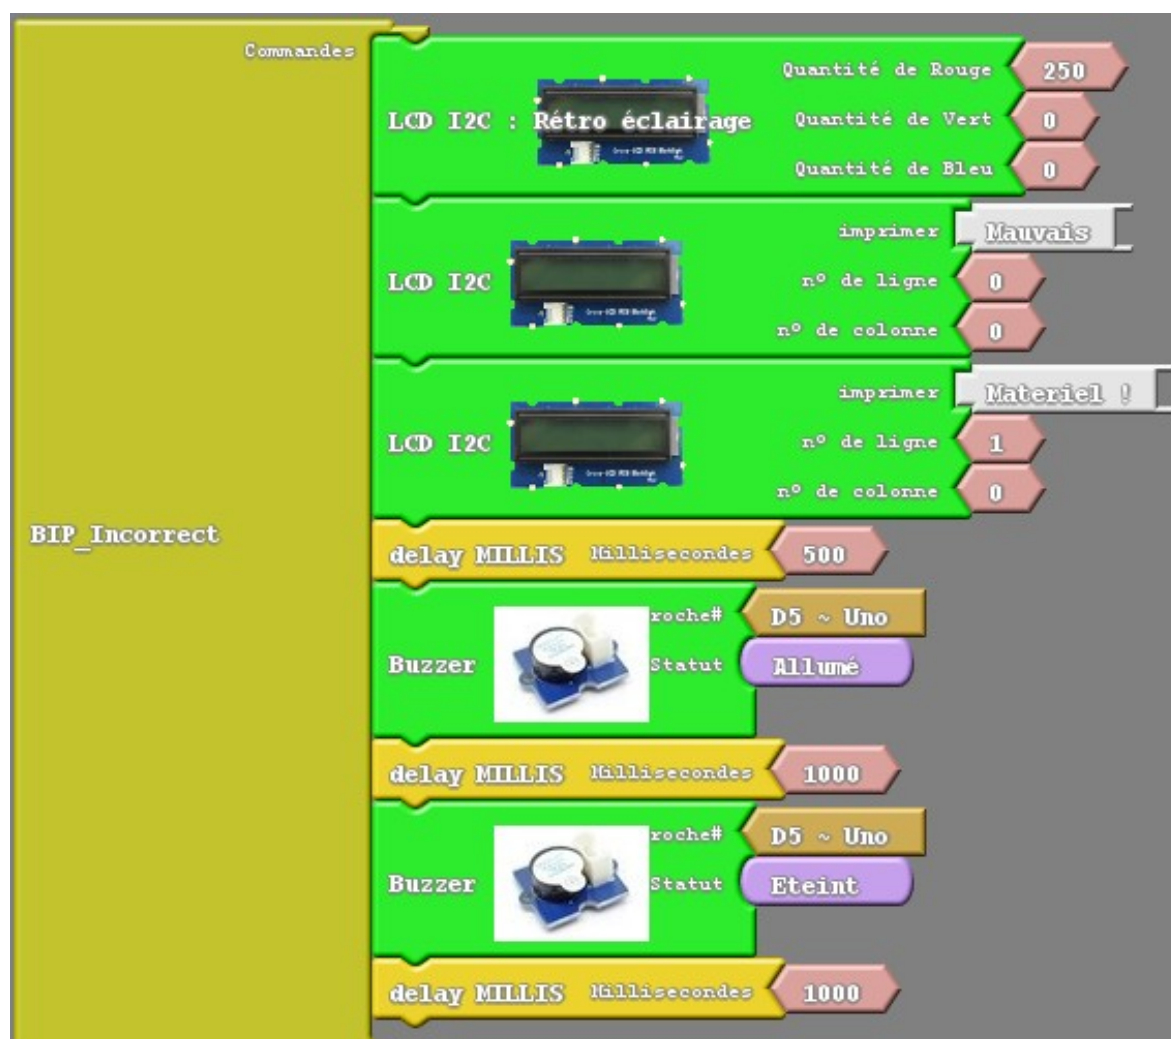 Commandes
LCD I2C : Rétro éclairage
Quantité de Rouge 250
Quantité de Vert 0
Quantité de Bleu 0
LCD I2C
imprimer Mauvais
n° de ligne 0
n° de colonne 0
LCD I2C
imprimer Materiel !
n° de ligne 1
n° de colonne 0
BIP_Incorrect
delay MILLIS Millisecondes 500
Buzzer
roche# D5 ~ Uno
Statut Allumé
delay MILLIS Millisecondes 1000
Buzzer
roche# D5 ~ Uno
Statut Eteint
delay MILLIS Millisecondes 1000